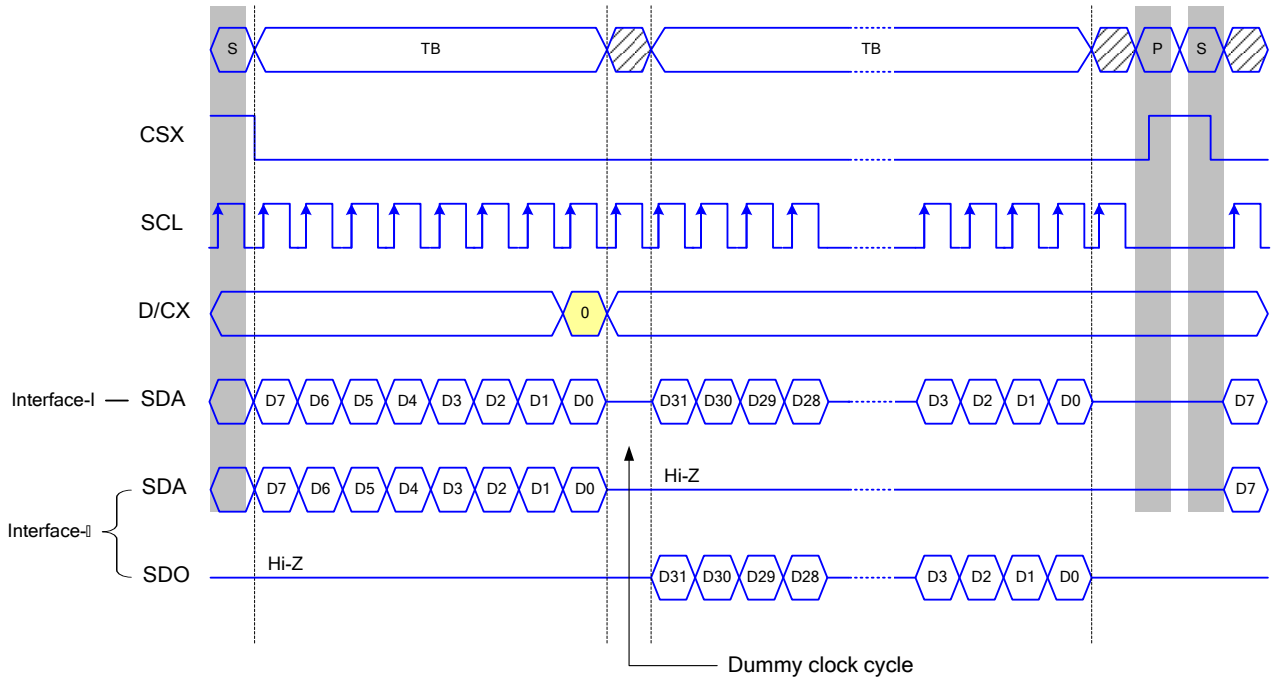 S TB TB P S
CSX
SCL
D/CX 0
Interface-I SDA D7 D6 D5 D4 D3 D2 D1 D0 D31 D30 D29 D28 D3 D2 D1 D0 D7
SDA D7 D6 D5 D4 D3 D2 D1 D0 Hi-Z D7
Interface-▯
SDO Hi-Z D31 D30 D29 D28 D3 D2 D1 D0
Dummy clock cycle